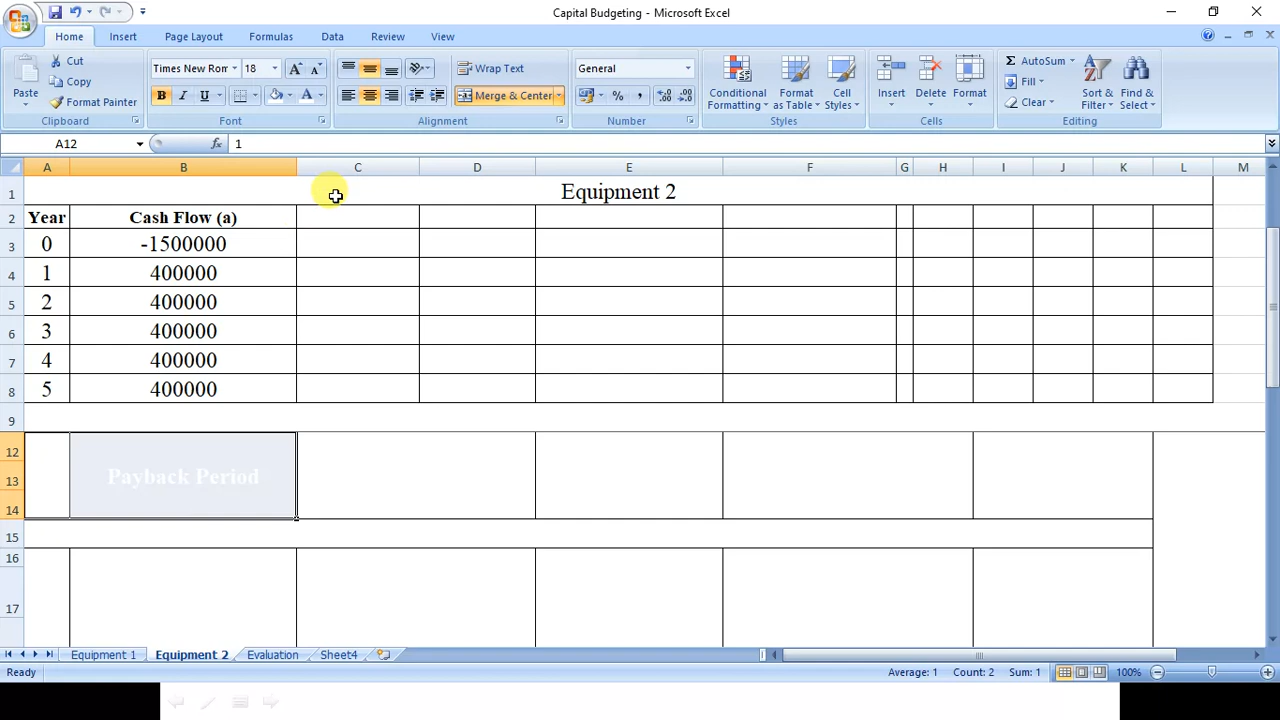 Capital Budgeting - Microsoft Excel
Home Insert Page Layout Formulas Data Review View
Paste Cut Copy Format Painter Clipboard
Times New Rom 18 B I U A A A Font
Wrap Text Merge & Center Alignment
General % , .0 .00 .00 .0 Number
Conditional Formatting Format as Table Cell Styles Styles
Insert Delete Format Cells
Σ AutoSum Fill Clear Sort & Filter Find & Select Editing
A12 fx 1
A B C D E F G H I J K L M
1 Equipment 2
2 Year Cash Flow (a)
3 0 -1500000
4 1 400000
5 2 400000
6 3 400000
7 4 400000
8 5 400000
9
12
13 Payback Period
14
15
16
17
Equipment 1 Equipment 2 Evaluation Sheet4
Ready Average: 1 Count: 2 Sum: 1 100%